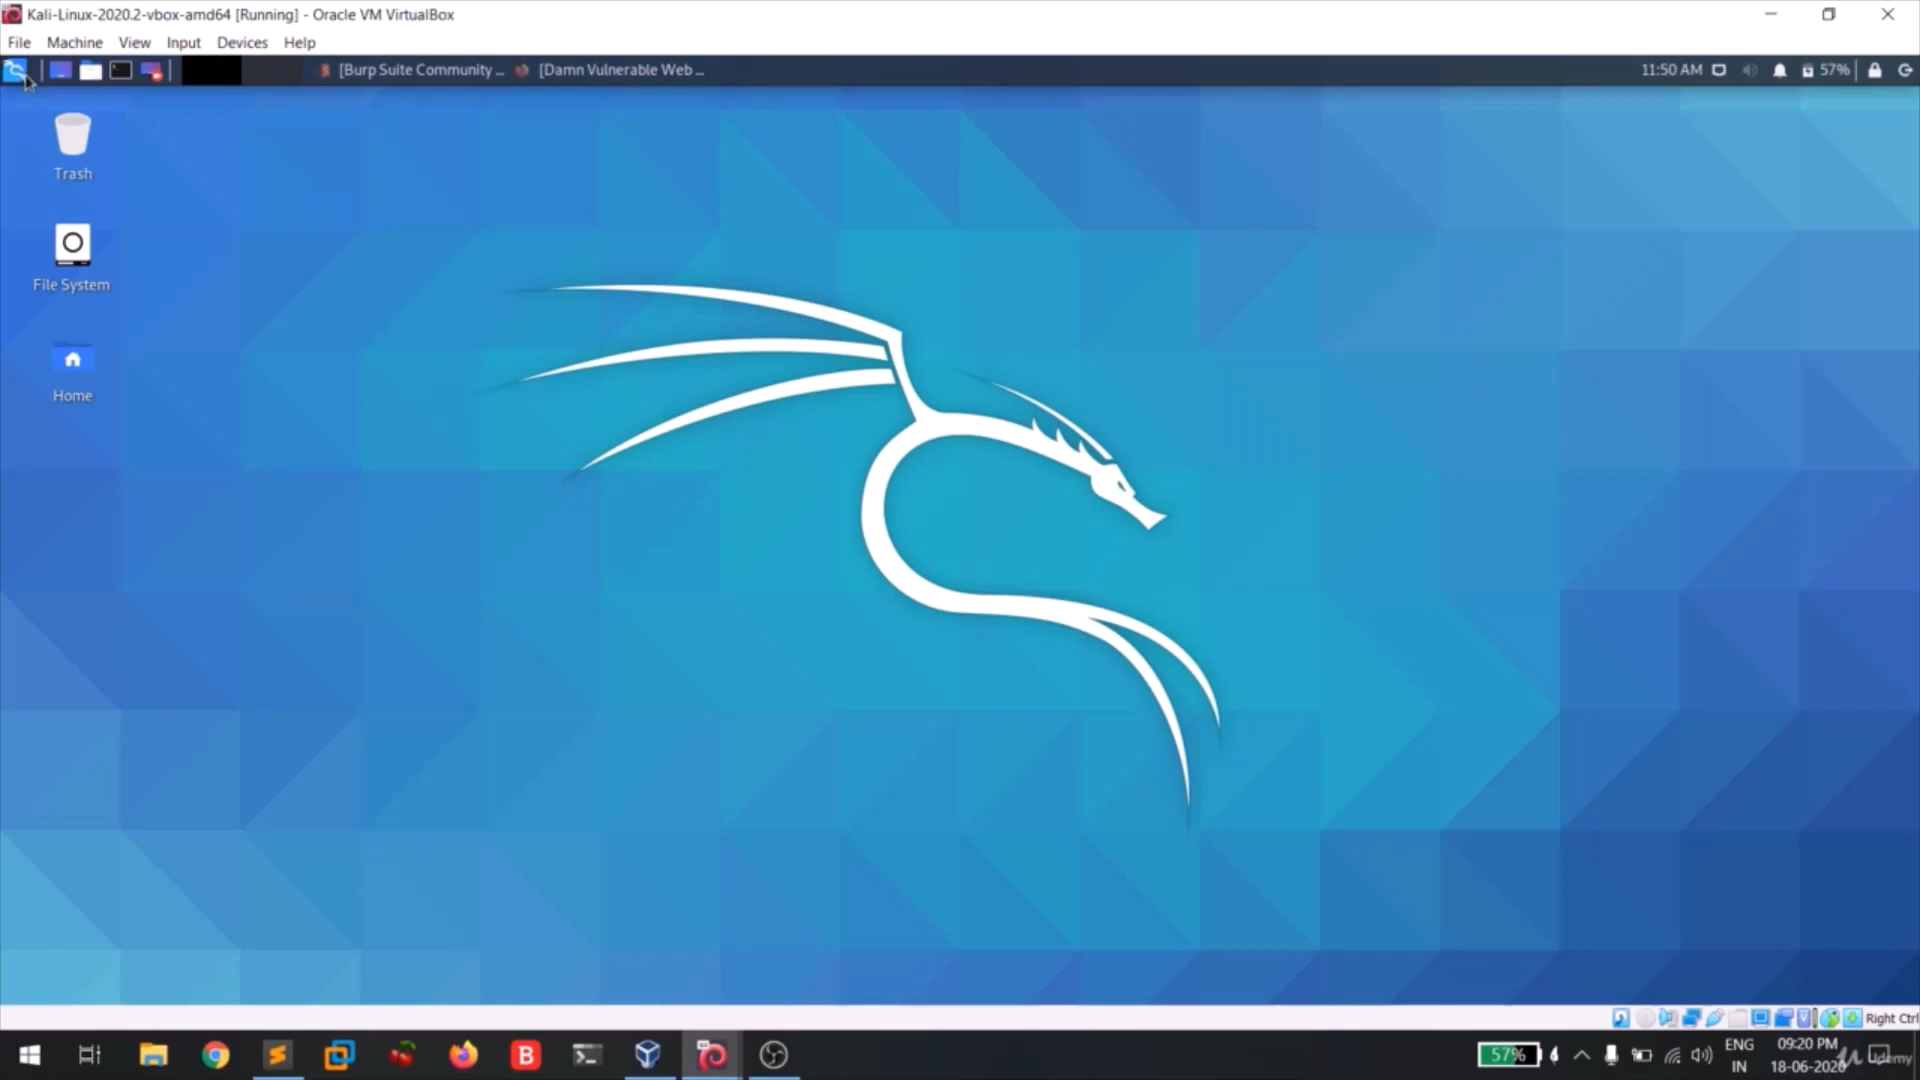 Kali-Linux-2020.2-vbox-amd64 [Running] - Oracle VM VirtualBox
File Machine View Input Devices Help
[Burp Suite Community ... [Damn Vulnerable Web ... 11:50 AM 57%
Trash
File System
Home
Right Ctrl
B 57% ENG 09:20 PM
IN 18-06-2020
Udemy